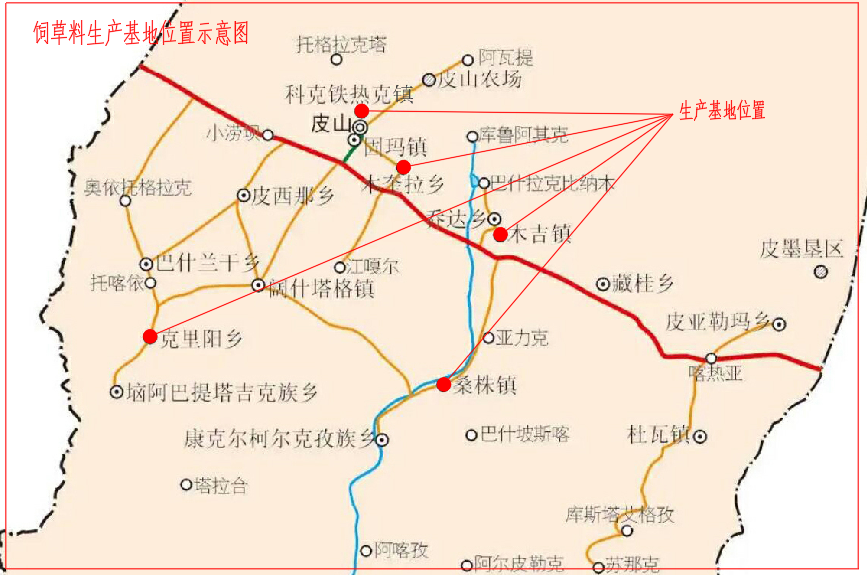 饲草料生产基地位置示意图
托格拉克塔
阿瓦提
皮山农场
科克铁热克镇
生产基地位置
皮山
小涝坝
固玛镇
库鲁阿其克
木奎拉乡
巴什拉克比纳木
奥依托格拉克
皮西那乡
乔达乡
木吉镇
皮墨垦区
巴什兰干乡
江嘎尔
托喀依
阔什塔格镇
藏桂乡
皮亚勒玛乡
克里阳乡
亚力克
喀热亚
桑株镇
垴阿巴提塔吉克族乡
康克尔柯尔克孜族乡
巴什坡斯喀
杜瓦镇
塔拉合
库斯塔艾格孜
阿喀孜
阿尔皮勒克
苏那克